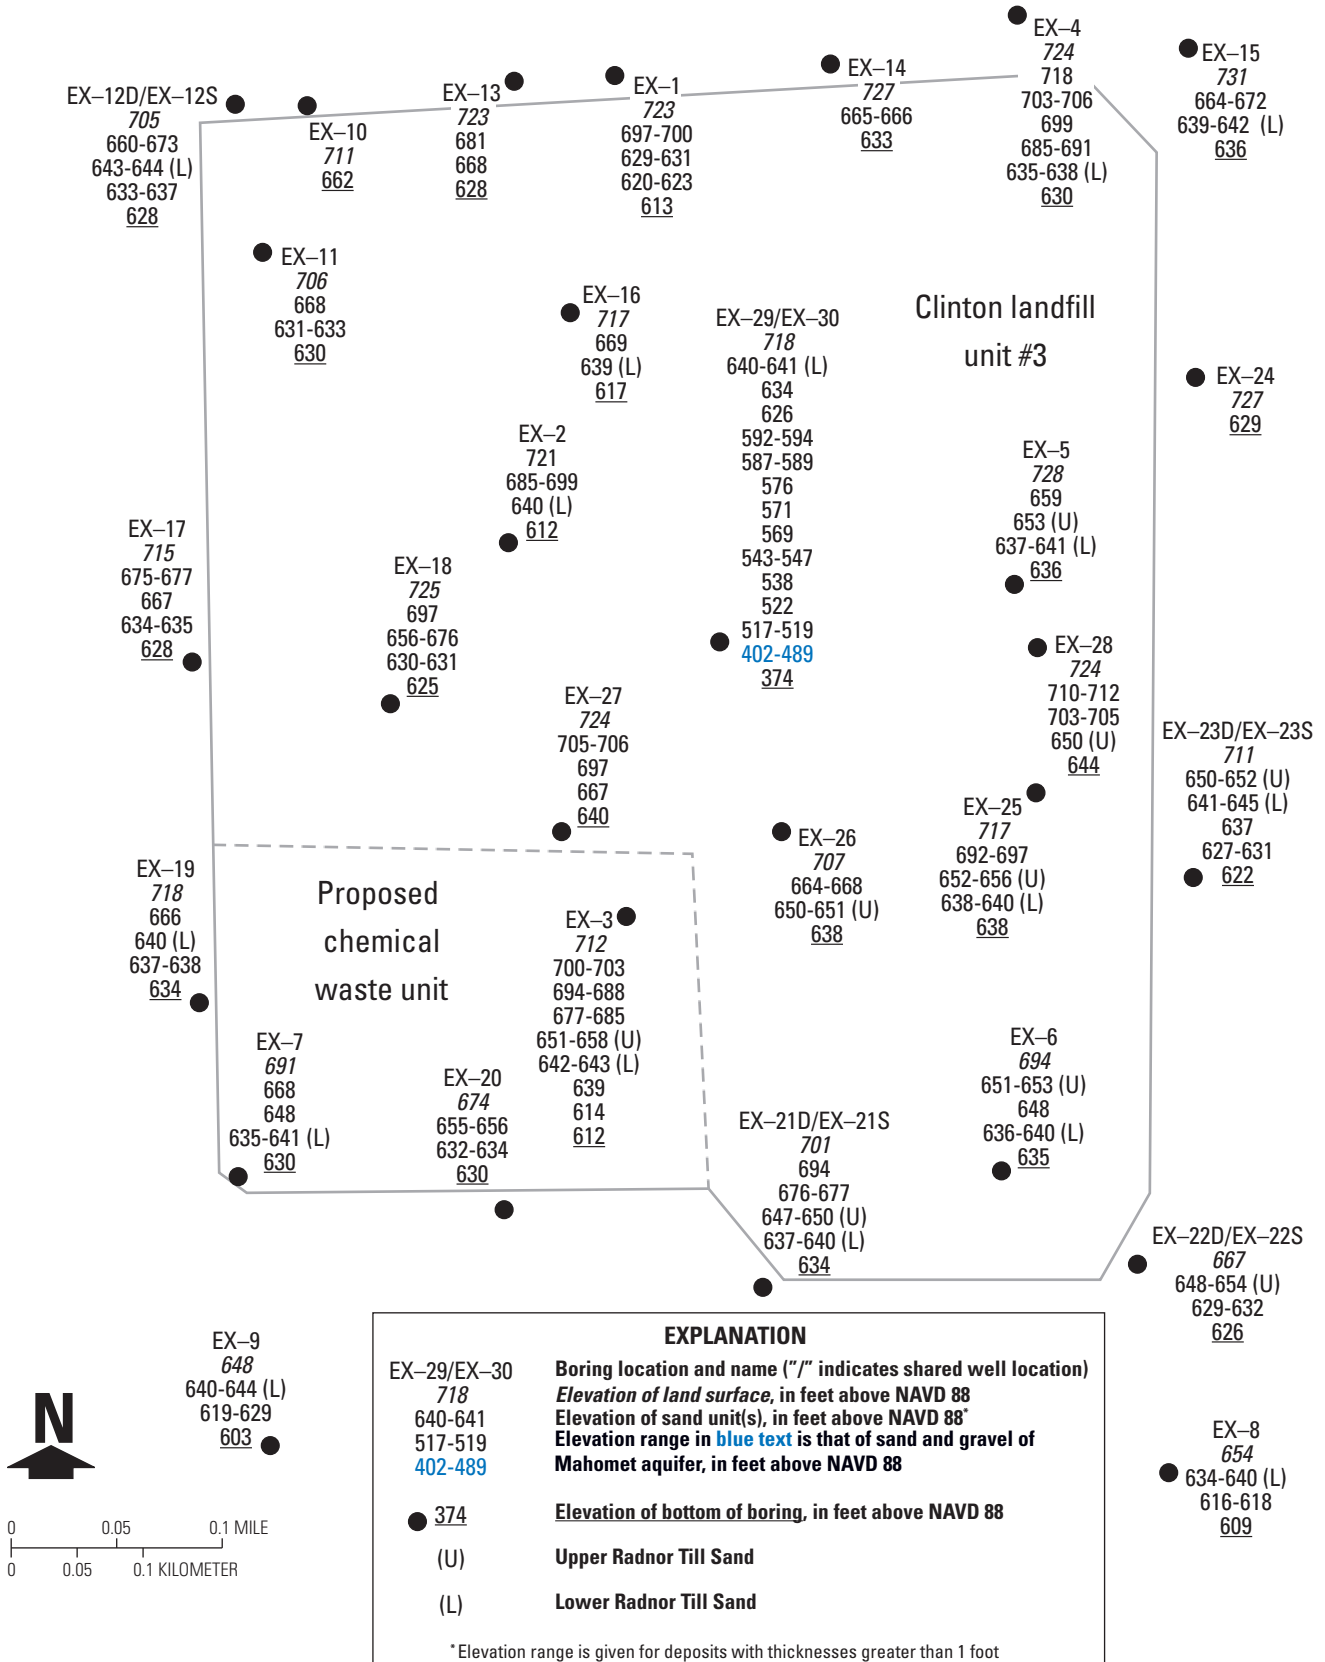 EX–4
724
718
703-706
699
685-691
635-638 (L)
630
EX–15
731
664-672
639-642 (L)
636
EX–14
727
665-666
633
EX–1
723
697-700
629-631
620-623
613
EX–13
723
681
668
628
EX–12D/EX–12S
705
660-673
643-644 (L)
633-637
628
EX–10
711
662
EX–11
706
668
631-633
630
EX–16
717
669
639 (L)
617
EX–29/EX–30
718
640-641 (L)
634
626
592-594
587-589
576
571
569
543-547
538
522
517-519
402-489
374
Clinton landfill
unit #3
EX–24
727
629
EX–2
721
685-699
640 (L)
612
EX–5
728
659
653 (U)
637-641 (L)
636
EX–17
715
675-677
667
634-635
628
EX–18
725
697
656-676
630-631
625
EX–28
724
710-712
703-705
650 (U)
644
EX–27
724
705-706
697
667
640
EX–23D/EX–23S
711
650-652 (U)
641-645 (L)
637
627-631
622
EX–25
717
692-697
652-656 (U)
638-640 (L)
638
EX–26
707
664-668
650-651 (U)
638
EX–19
718
666
640 (L)
637-638
634
Proposed
chemical
waste unit
EX–3
712
700-703
694-688
677-685
651-658 (U)
642-643 (L)
639
614
612
EX–7
691
668
648
635-641 (L)
630
EX–20
674
655-656
632-634
630
EX–6
694
651-653 (U)
648
636-640 (L)
635
EX–21D/EX–21S
701
694
676-677
647-650 (U)
637-640 (L)
634
EX–22D/EX–22S
667
648-654 (U)
629-632
626
EX–9
648
640-644 (L)
619-629
603
EX–8
654
634-640 (L)
616-618
609
N
0 0.05 0.1 MILE
0 0.05 0.1 KILOMETER
EXPLANATION
EX–29/EX–30 Boring location and name ("/" indicates shared well location)
718 Elevation of land surface, in feet above NAVD 88
640-641 Elevation of sand unit(s), in feet above NAVD 88*
517-519 Elevation range in blue text is that of sand and gravel of
402-489 Mahomet aquifer, in feet above NAVD 88
374 Elevation of bottom of boring, in feet above NAVD 88
(U) Upper Radnor Till Sand
(L) Lower Radnor Till Sand
*Elevation range is given for deposits with thicknesses greater than 1 foot